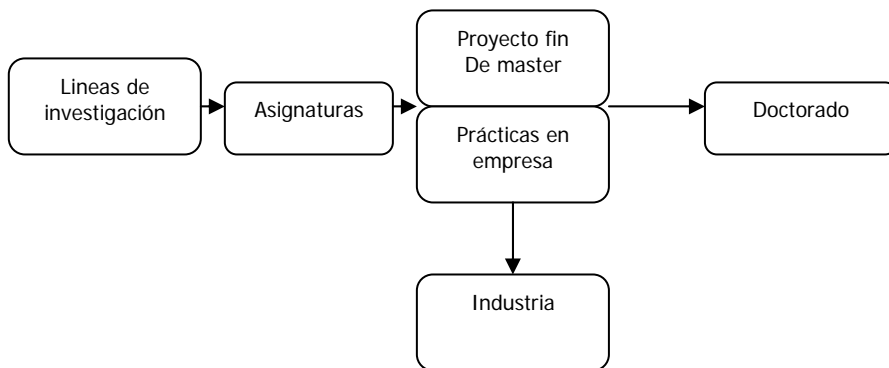 Lineas de
investigación
Asignaturas
Proyecto fin
De master
Prácticas en
empresa
Doctorado
Industria